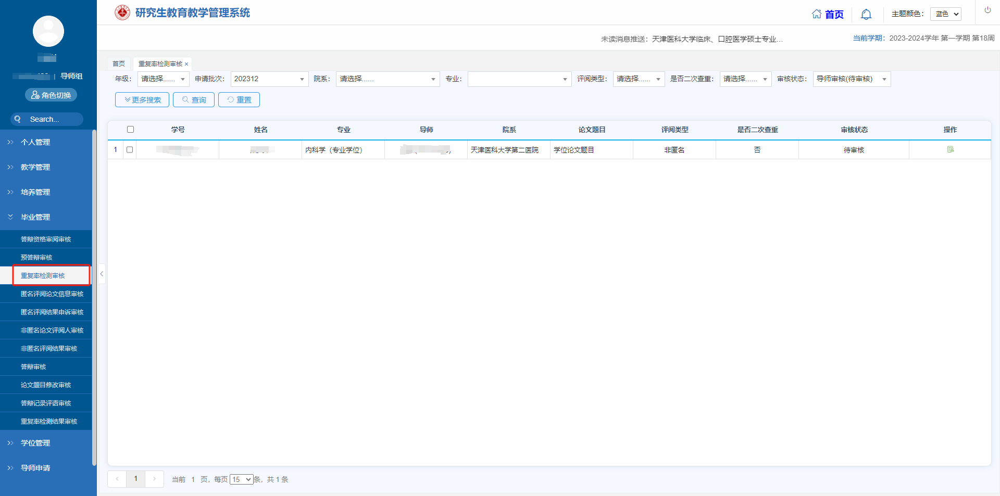 研究生教育教学管理系统
首页
主题颜色：
蓝色
未读消息推送：天津医科大学临床、口腔医学硕士专业...
当前学期：2023-2024学年 第一学期 第18周
| 导师组
角色切换
Search...
个人管理
教学管理
培养管理
毕业管理
答辩资格审阅审核
预答辩审核
重复率检测审核
匿名评阅论文信息审核
匿名评阅结果申诉审核
非匿名论文评阅人审核
非匿名评阅结果审核
答辩审核
论文题目修改审核
答辩记录评语审核
重复率检测结果审核
学位管理
导师申请
首页 重复率检测审核 ×
年级： 请选择...... 申请批次： 202312 院系： 请选择...... 专业： 评阅类型： 请选择...... 是否二次查重： 请选择...... 审核状态： 导师审核(待审核)
更多搜索 查询 重置
学号 姓名 专业 导师 院系 论文题目 评阅类型 是否二次查重 审核状态 操作
1 内科学（专业学位） 天津医科大学第二医院 学位论文题目 非匿名 否 待审核
1 当前 1 页，每页 15 条，共 1 条